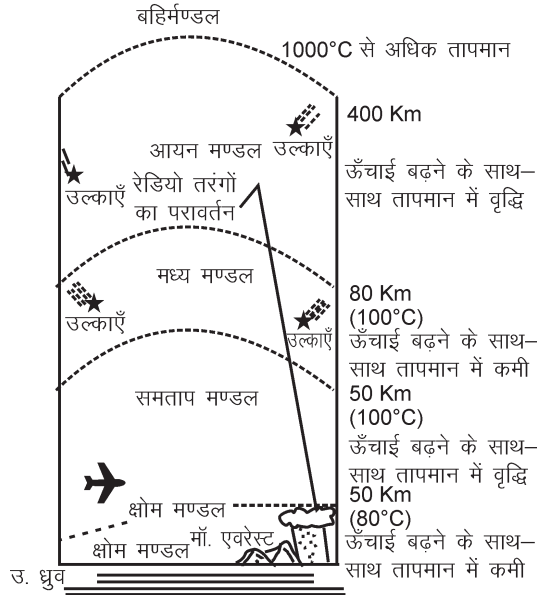 बहिर्मण्डल
1000°C से अधिक तापमान
400 Km
आयन मण्डल
उल्काएँ
उल्काएँ
रेडियो तरंगों
का परावर्तन
ऊँचाई बढ़ने के साथ–
साथ तापमान में वृद्धि
मध्य मण्डल
उल्काएँ
उल्काएँ
80 Km
(100°C)
ऊँचाई बढ़ने के साथ–
साथ तापमान में कमी
50 Km
(100°C)
समताप मण्डल
ऊँचाई बढ़ने के साथ–
साथ तापमान में वृद्धि
50 Km
(80°C)
क्षोम मण्डल
क्षोम मण्डल
मॉ. एवरेस्ट
ऊँचाई बढ़ने के साथ–
साथ तापमान में कमी
उ. ध्रुव